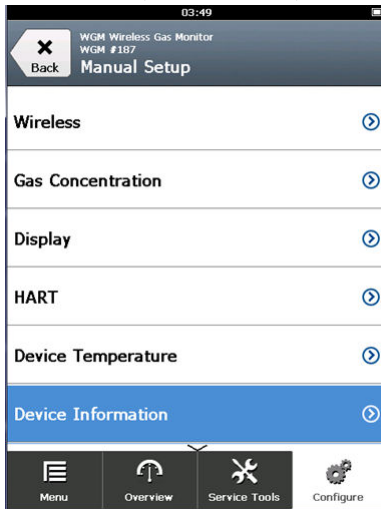 03:49
WGM Wireless Gas Monitor
WGM #187
Back
Manual Setup
Wireless
Gas Concentration
Display
HART
Device Temperature
Device Information
Menu
Overview
Service Tools
Configure